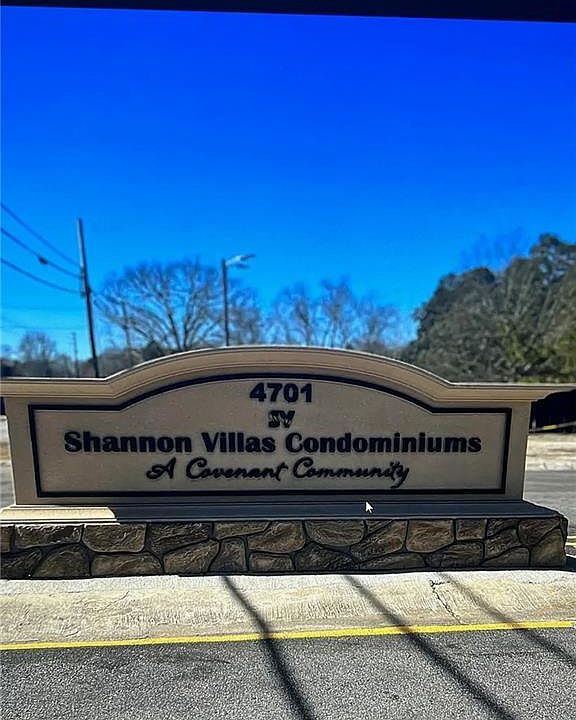 4701
SV
Shannon Villas Condominiums
A Covenant Community